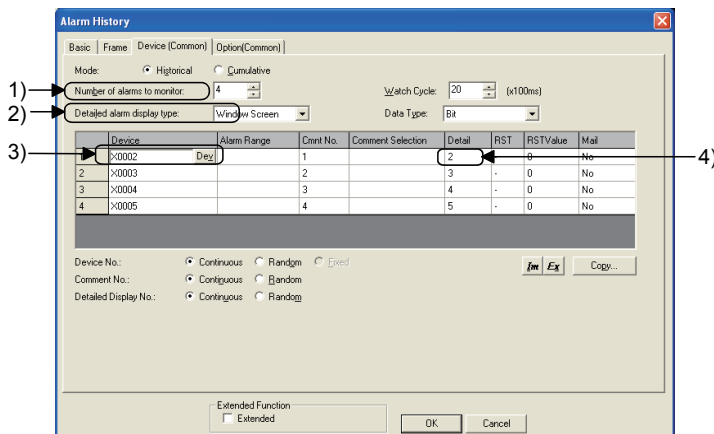 Alarm History
Basic Frame Device (Common) Option(Common)
Mode: Historical Cumulative
1) Number of alarms to monitor: 4 Watch Cycle: 20 (x100ms)
2) Detailed alarm display type: Window Screen Data Type: Bit
Device Alarm Range Cmnt No. Comment Selection Detail RST RSTValue Mail
3) 1 X0002 Dev 1 2 - 0 No 4)
2 X0003 2 3 - 0 No
3 X0004 3 4 - 0 No
4 X0005 4 5 - 0 No
Device No.: Continuous Random Fixed Im Ex Copy...
Comment No.: Continuous Random
Detailed Display No.: Continuous Random
Extended Function
Extended
OK Cancel